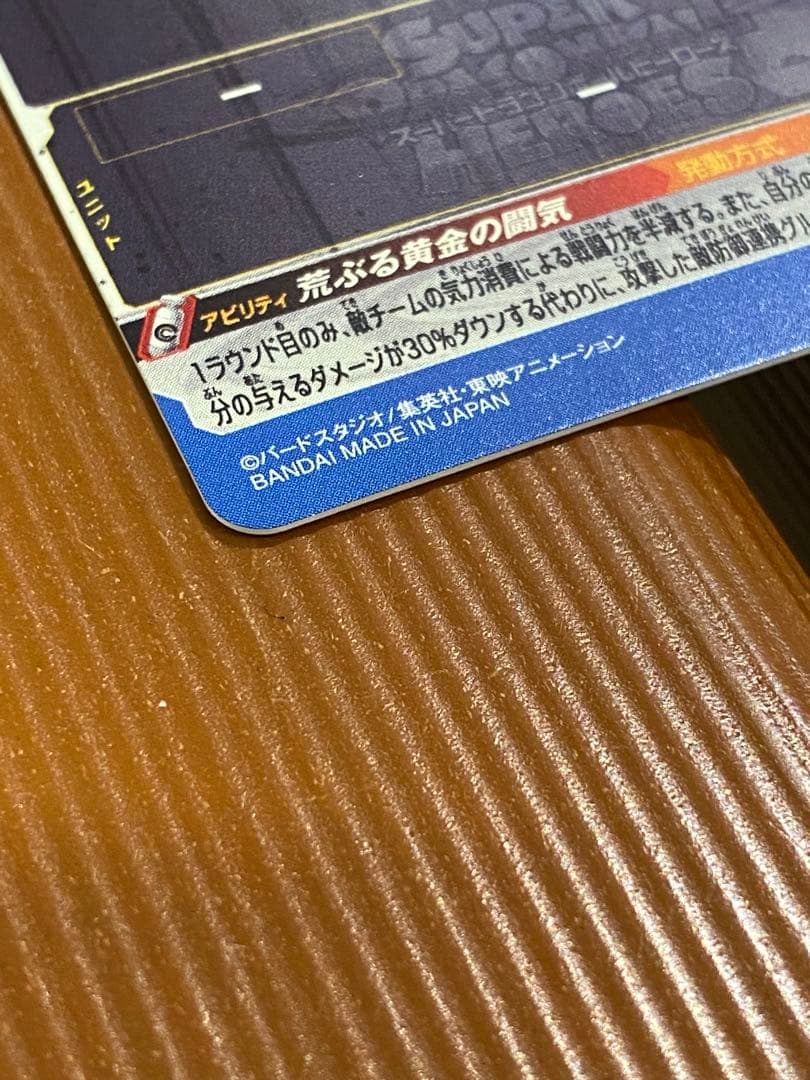 SUPER
DRAGONBALL
HEROES
スーパードラゴンボールヒーローズ
ユニット
発動方式
アビリティ 荒ぶる黄金の闘気
1ラウンド目のみ、敵チームの気力消費による戦闘力を半減する。また、自分の
分の与えるダメージが30%ダウンする代わりに、攻撃した敵防御連携グル
©バードスタジオ/集英社・東映アニメーション
BANDAI MADE IN JAPAN